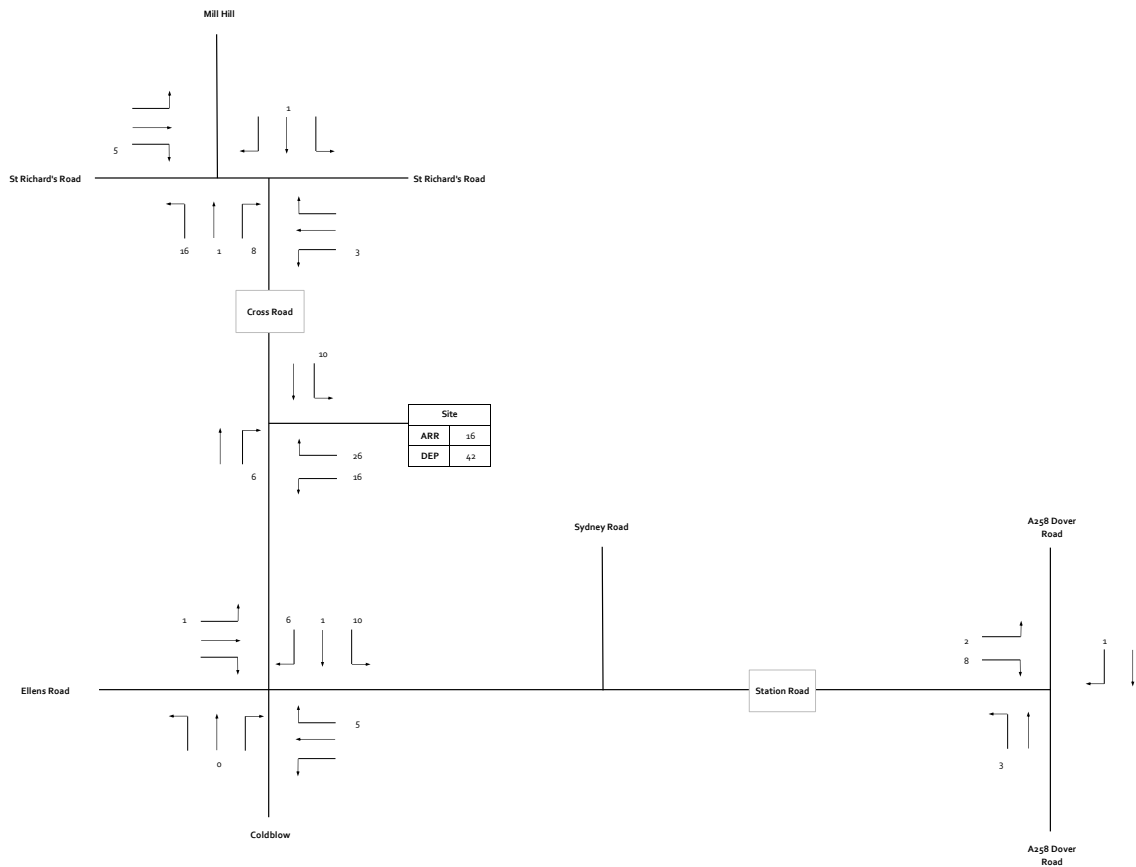 Mill Hill
1
5
St Richard's Road
St Richard's Road
16
1
8
3
Cross Road
10
Site
ARR
16
DEP
42
26
16
6
Sydney Road
A258 Dover
Road
1
6
1
10
2
8
1
Ellens Road
Station Road
0
5
3
Coldblow
A258 Dover
Road